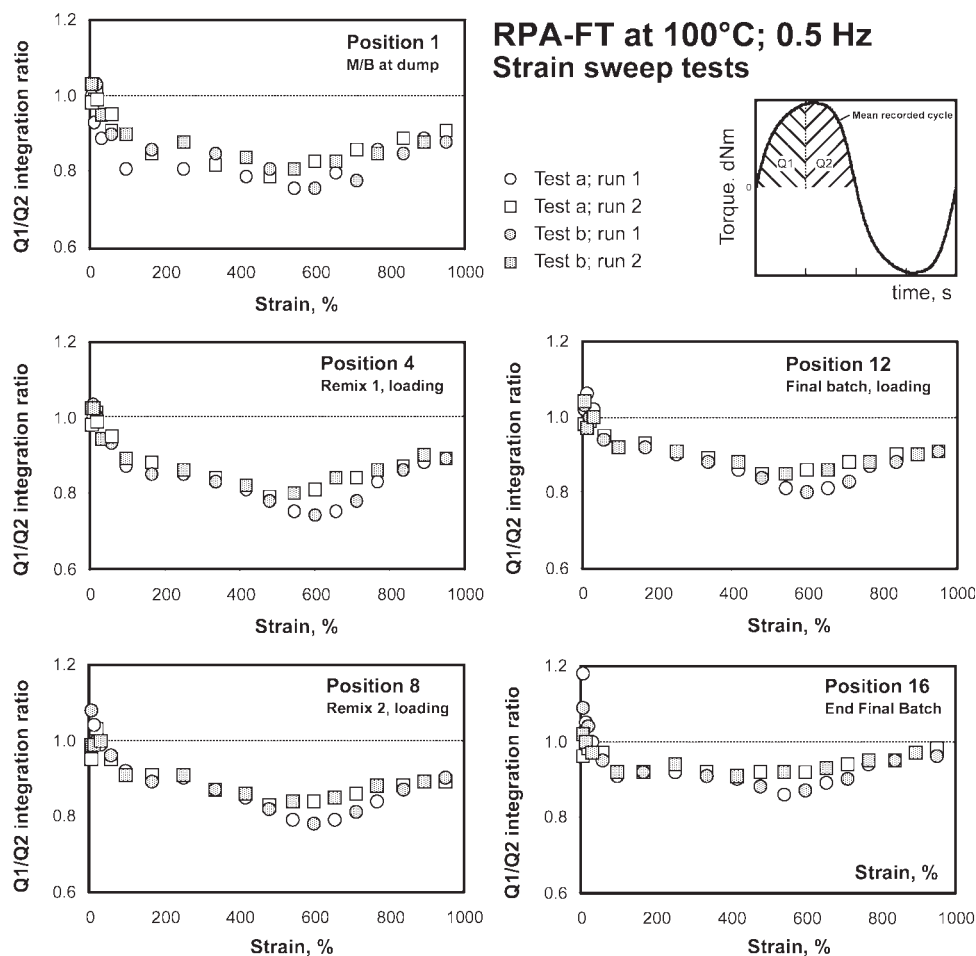 RPA-FT at 100°C; 0.5 Hz
Strain sweep tests
Position 1
M/B at dump
Q1/Q2 integration ratio
1.2
1.0
0.8
0.6
0
200
400
600
800
1000
Strain, %
Test a; run 1
Test a; run 2
Test b; run 1
Test b; run 2
Mean recorded cycle
Q1
Q2
Torque. dNm
0
time, s
Position 4
Remix 1, loading
Q1/Q2 integration ratio
1.2
1.0
0.8
0.6
0
200
400
600
800
1000
Strain, %
Position 12
Final batch, loading
Q1/Q2 integration ratio
1.2
1.0
0.8
0.6
0
200
400
600
800
1000
Strain, %
Position 8
Remix 2, loading
Q1/Q2 integration ratio
1.2
1.0
0.8
0.6
0
200
400
600
800
1000
Strain, %
Position 16
End Final Batch
Q1/Q2 integration ratio
1.2
1.0
0.8
0.6
Strain, %
0
200
400
600
800
1000
Strain, %